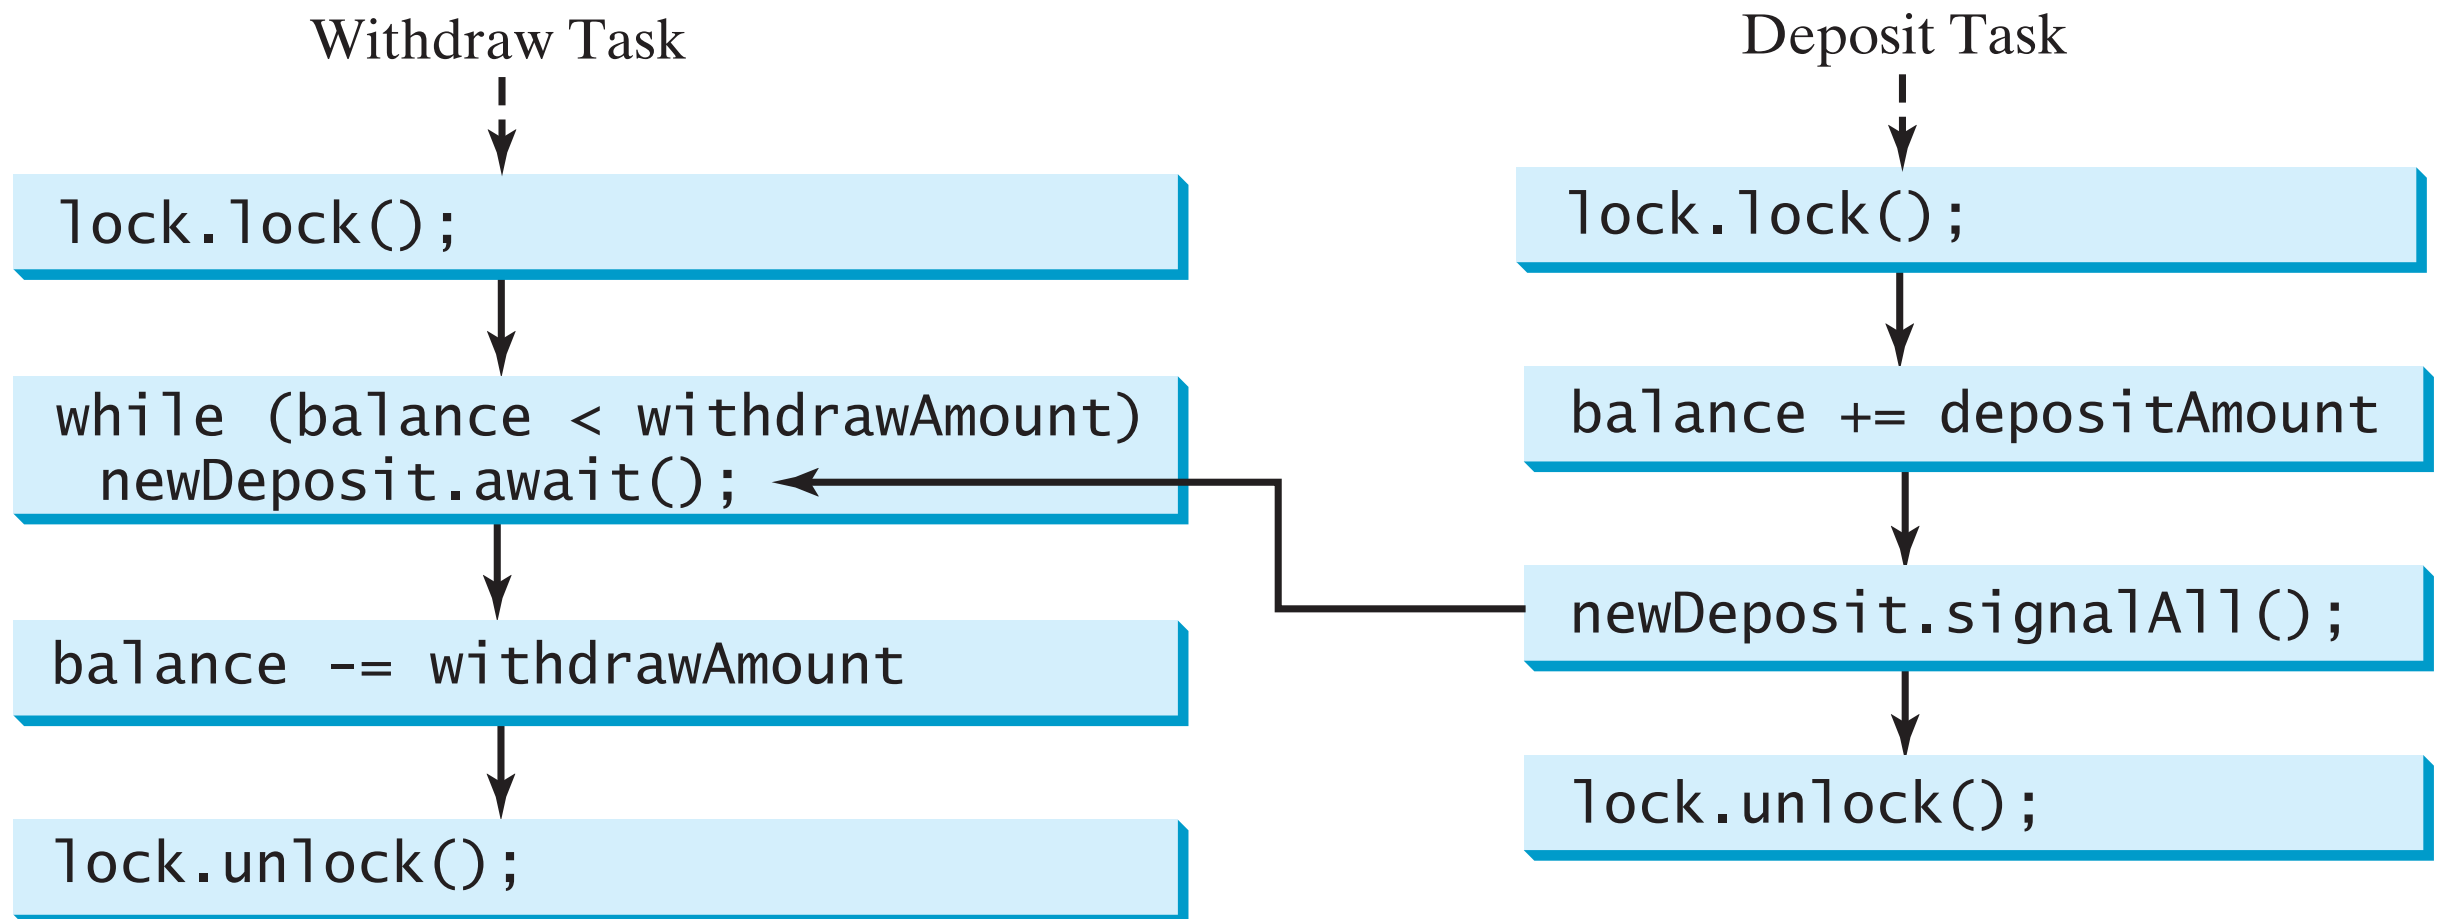 Withdraw Task
lock.lock();
while (balance < withdrawAmount)
newDeposit.await();
balance -= withdrawAmount
lock.unlock();
Deposit Task
lock.lock();
balance += depositAmount
newDeposit.signalAll();
lock.unlock();